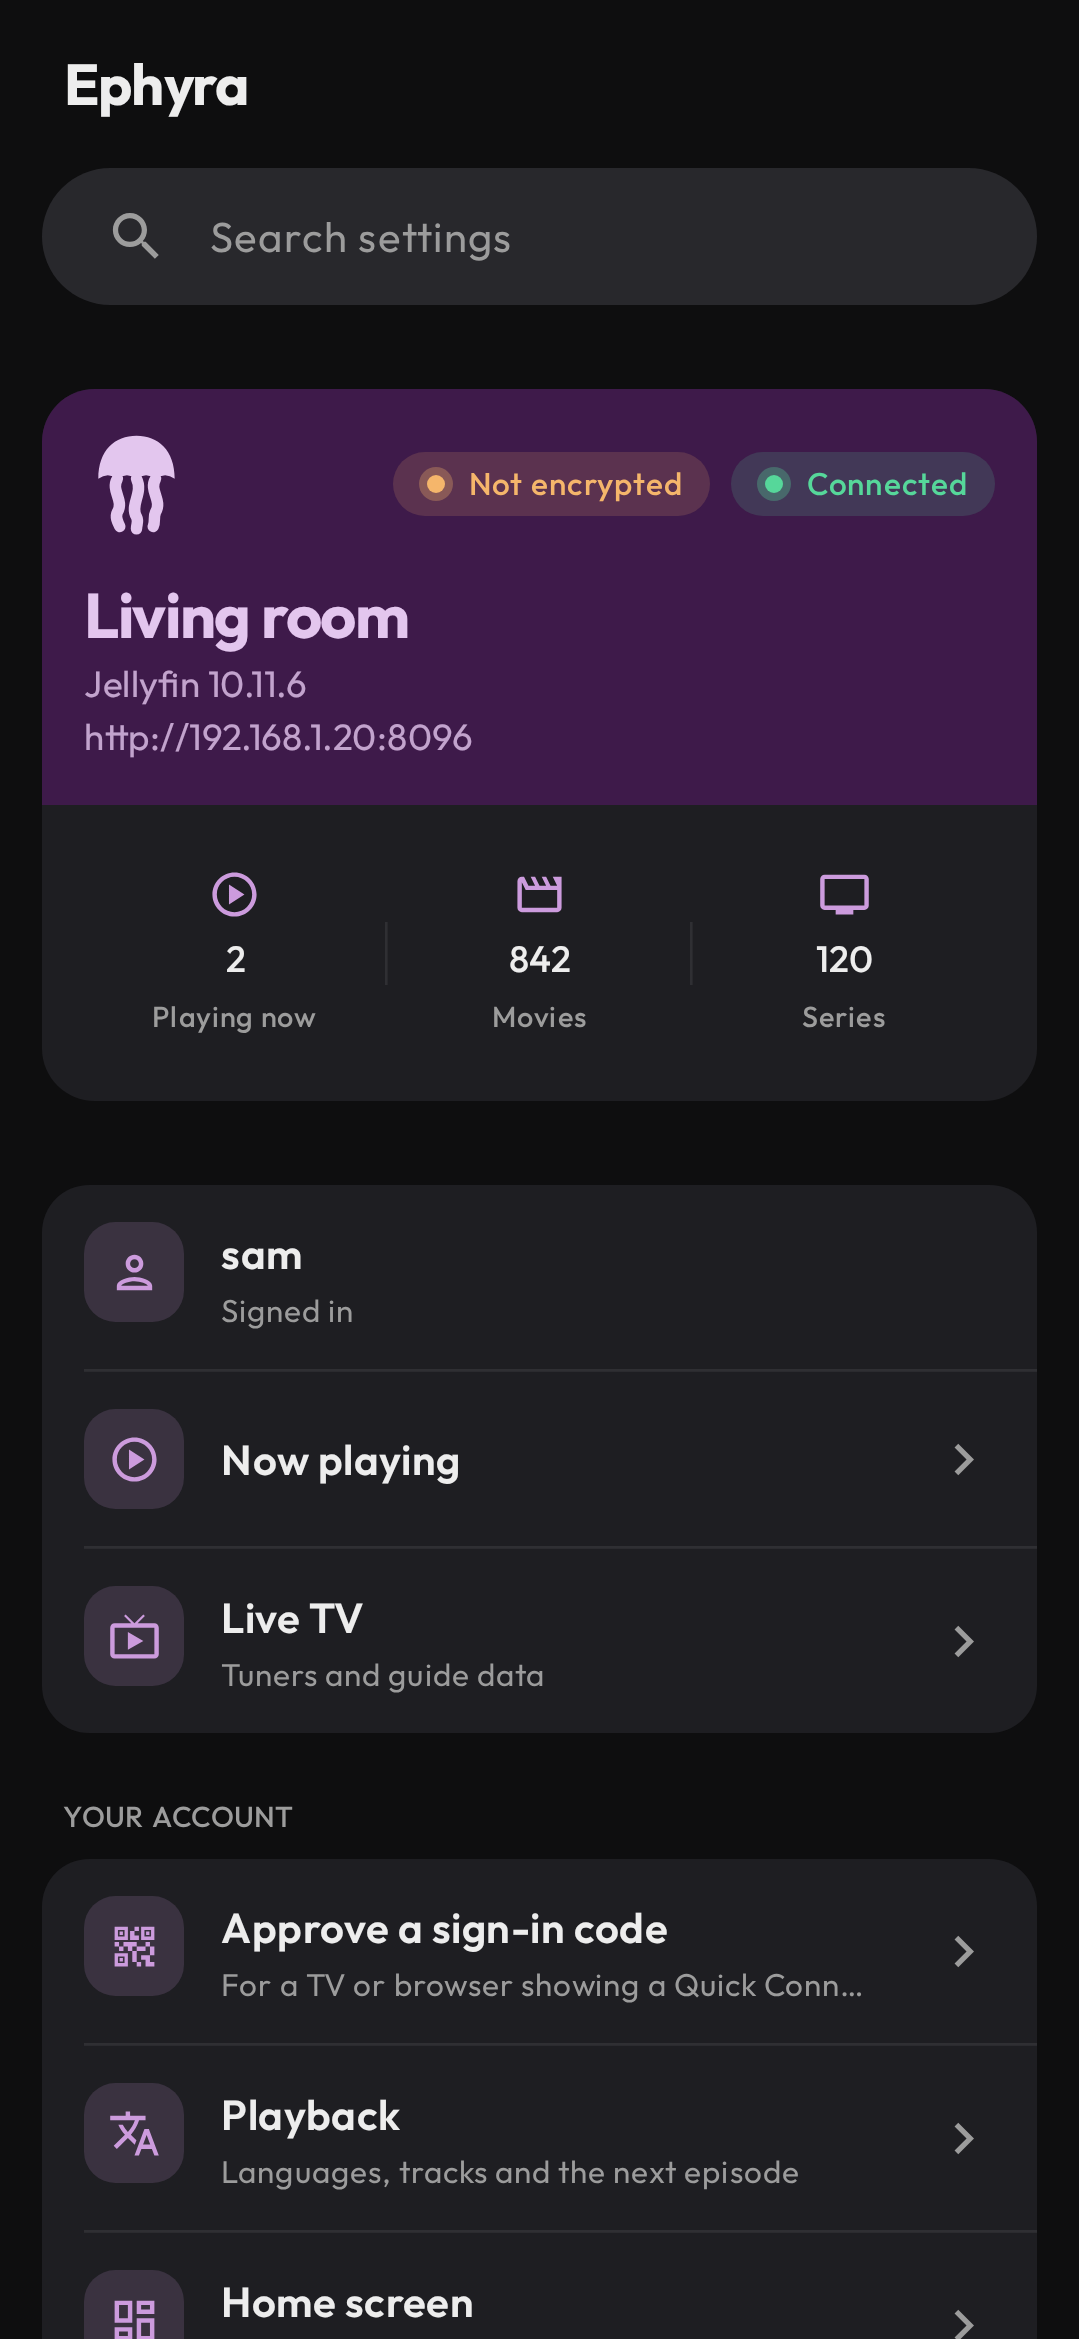 Ephyra
Search settings
Not encrypted
Connected
Living room
Jellyfin 10.11.6
http://192.168.1.20:8096
2
842
120
Playing now
Movies
Series
sam
Signed in
Now playing
Live TV
Tuners and guide data
YOUR ACCOUNT
Approve a sign-in code
For a TV or browser showing a Quick Conn...
Playback
Languages, tracks and the next episode
Home screen